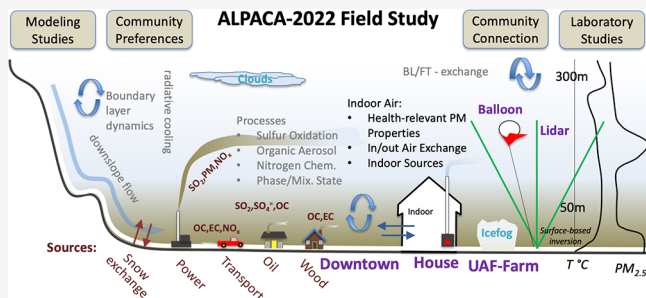 ALPACA-2022 Field Study
Modeling
Studies
Community
Preferences
Community
Connection
Laboratory
Studies
Clouds
BL/FT - exchange
300m
radiative cooling
Boundary
layer
dynamics
downslope flow
Processes
• Sulfur Oxidation
• Organic Aerosol
• Nitrogen Chem.
• Phase/Mix. State
Indoor Air:
• Health-relevant PM
Properties
• In/out Air Exchange
• Indoor Sources
Balloon
Lidar
SO₂,PM,NOₓ
SO₂,SO₄⁼,OC
OC,EC
OC,EC,NOₓ
Indoor
50m
Icefog
Surface-based
inversion
Sources:
Snow
exchange
Power
Transport
Oil
Wood
Downtown
House
UAF-Farm
T °C
PM₂.₅